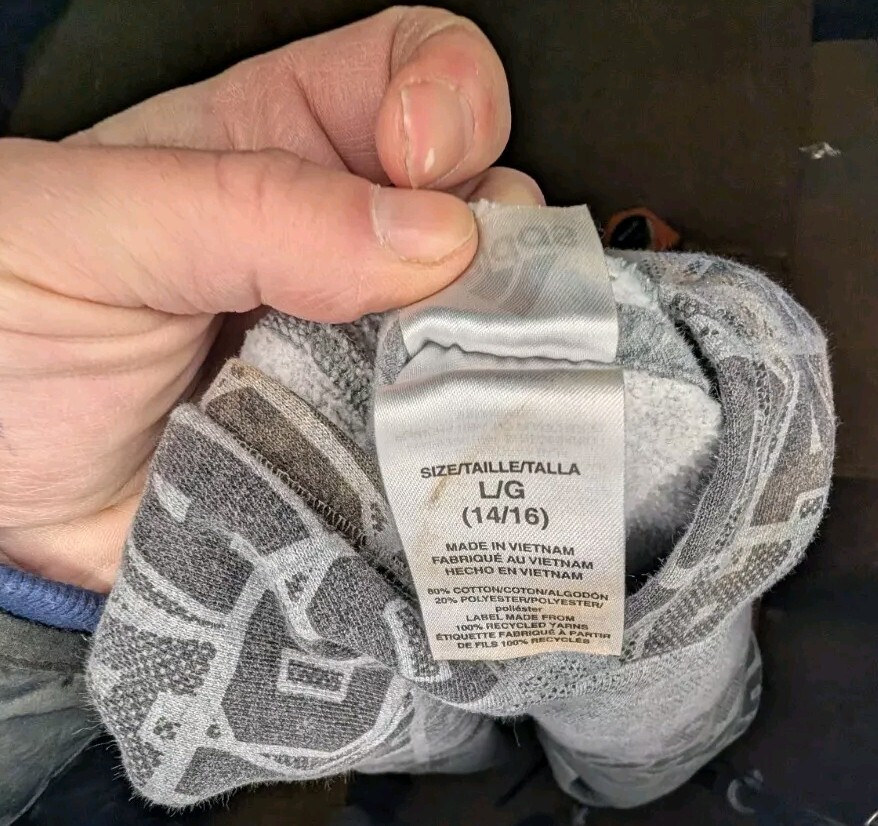 SIZE/TAILLE/TALLA
L/G
(14/16)
MADE IN VIETNAM
FABRIQUÉ AU VIETNAM
HECHO EN VIETNAM
80% COTTON/COTON/ALGODÓN
20% POLYESTER/POLYESTER/
poliéster
LABEL MADE FROM
100% RECYCLED YARNS
ÉTIQUETTE FABRIQUÉ À PARTIR
DE FILS 100% RECYCLÉS